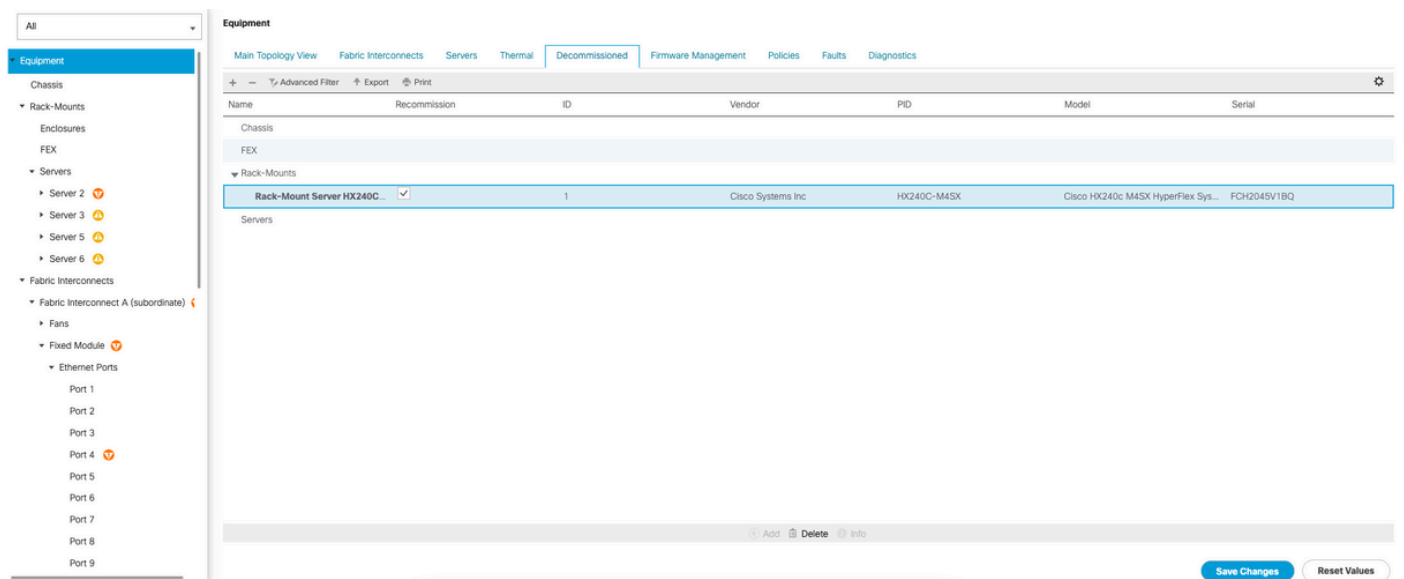 All
Equipment
Chassis
Rack-Mounts
Enclosures
FEX
Servers
Server 2
Server 3
Server 5
Server 6
Fabric Interconnects
Fabric Interconnect A (subordinate)
Fans
Fixed Module
Ethernet Ports
Port 1
Port 2
Port 3
Port 4
Port 5
Port 6
Port 7
Port 8
Port 9
Equipment
Main Topology View Fabric Interconnects Servers Thermal Decommissioned Firmware Management Policies Faults Diagnostics
+ − Advanced Filter Export Print
Name Recommission ID Vendor PID Model Serial
Chassis
FEX
Rack-Mounts
Rack-Mount Server HX240C... 1 Cisco Systems Inc HX240C-M4SX Cisco HX240c M4SX HyperFlex Sys... FCH2045V1BQ
Servers
Add Delete Info
Save Changes Reset Values